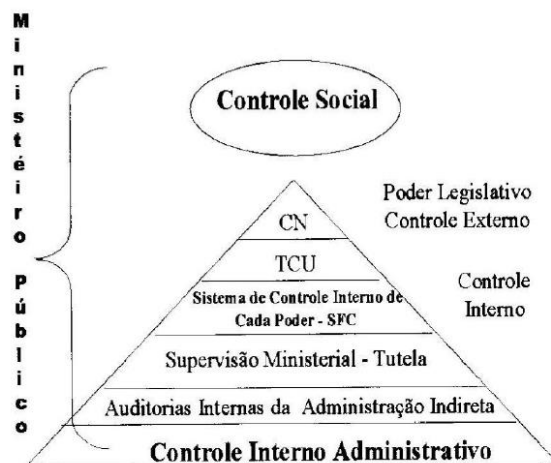 Ministéiro Público
Controle Social
Poder Legislativo
Controle Externo
CN
TCU
Controle
Interno
Sistema de Controle Interno de
Cada Poder - SFC
Supervisão Ministerial - Tutela
Auditorias Internas da Administração Indireta
Controle Interno Administrativo